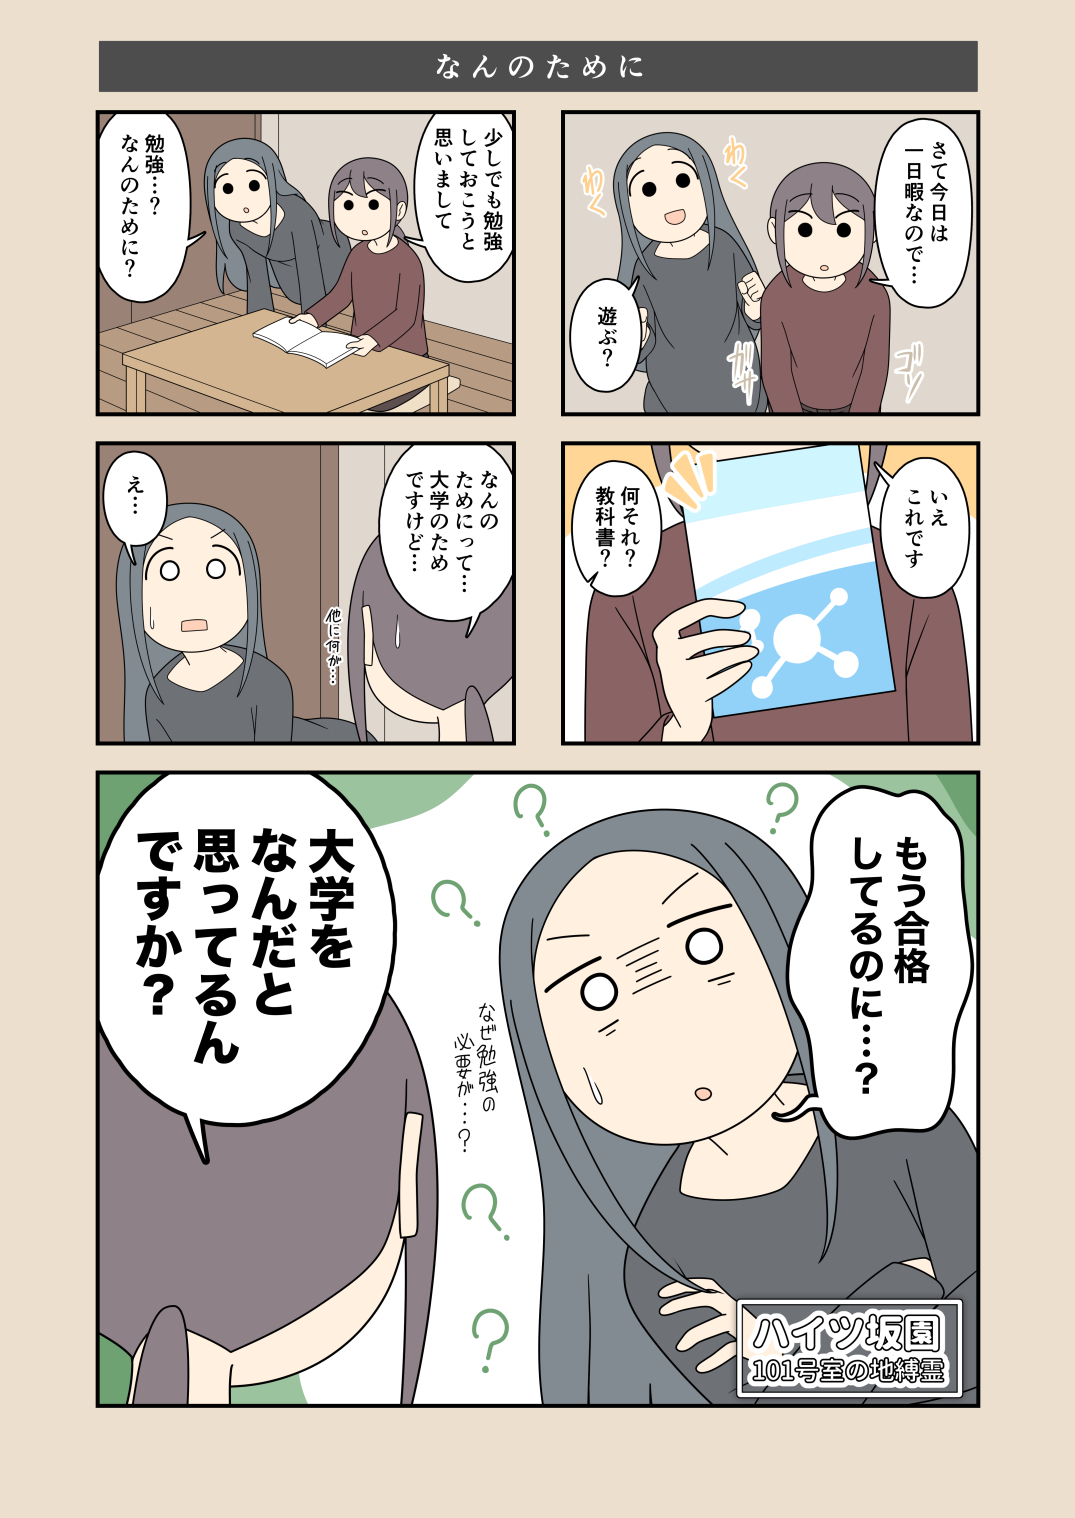 なんのために
さて今日は
一日暇なので…
わく
わく
遊ぶ？
ガサ
ゴソ
少しでも勉強
しておこうと
思いまして
勉強…？
なんのために？
いえ
これです
何それ？
教科書？
なんの
ためにって…
大学のため
ですけど…
他に何が…
え…
もう合格
してるのに…？
なぜ勉強の
必要が…？
大学を
なんだと
思ってるん
ですか？
ハイツ坂園
101号室の地縛霊